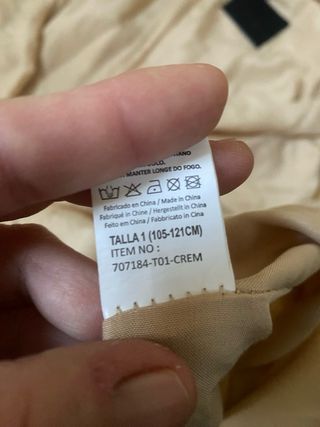 MANTER LONGE DO FOGO.
Fabricado en China / Made in China
Fabriqué in Chine / Hergestellt in China
Feito em China / Fabbricato in Cina
TALLA 1 (105-121CM)
ITEM NO :
707184-T01-CREM